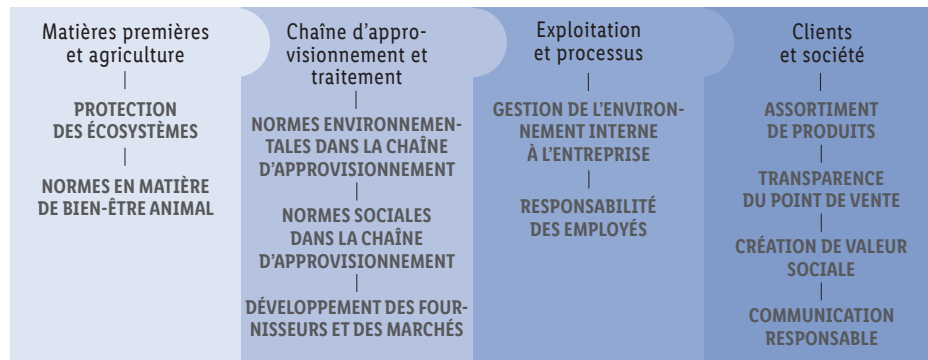 Matières premières
et agriculture
PROTECTION
DES ÉCOSYSTÈMES
NORMES EN MATIÈRE
DE BIEN-ÊTRE ANIMAL
Chaîne d'appro-
visionnement et
traitement
NORMES ENVIRONNEMEN-
TALES DANS LA CHAÎNE
D'APPROVISIONNEMENT
NORMES SOCIALES
DANS LA CHAÎNE
D'APPROVISIONNEMENT
DÉVELOPPEMENT DES FOUR-
NISSEURS ET DES MARCHÉS
Exploitation
et processus
GESTION DE L'ENVIRON-
NEMENT INTERNE
À L'ENTREPRISE
RESPONSABILITÉ
DES EMPLOYÉS
Clients
et société
ASSORTIMENT
DE PRODUITS
TRANSPARENCE
DU POINT DE VENTE
CRÉATION DE VALEUR
SOCIALE
COMMUNICATION
RESPONSABLE